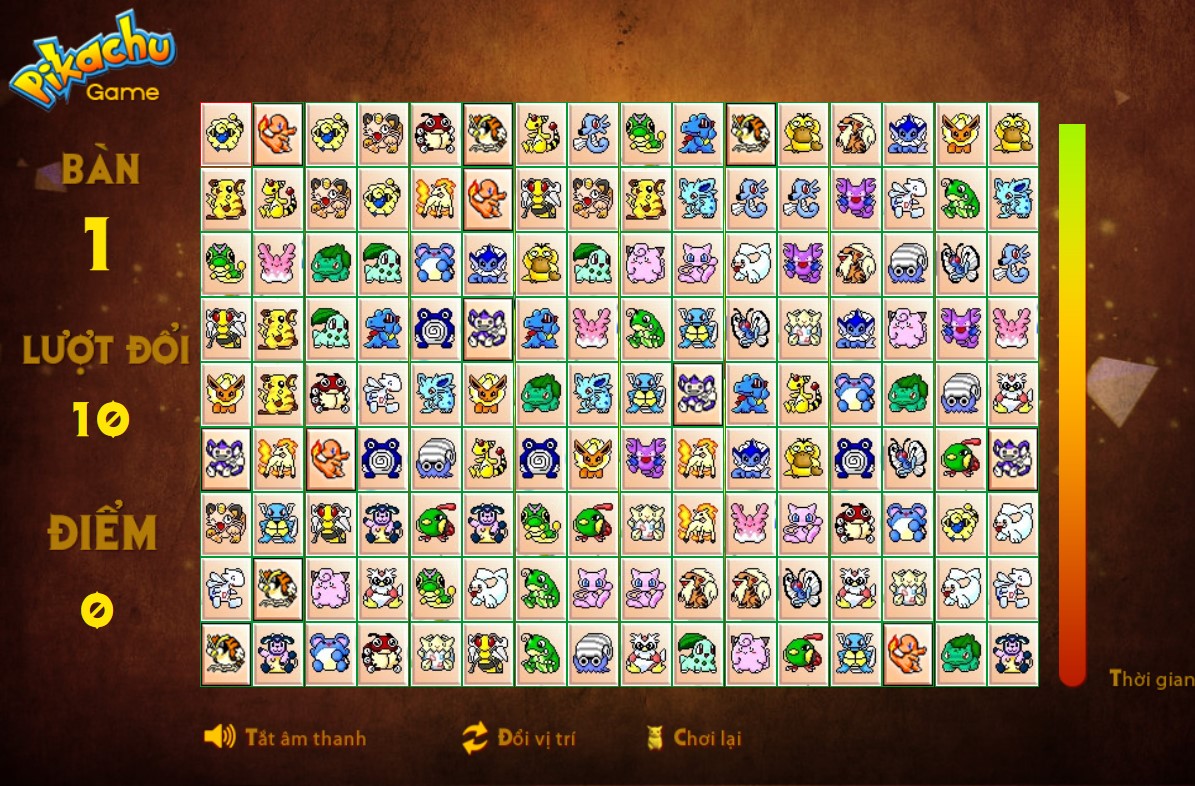 Pikachu
Game
BÀN
1
LƯỢT ĐỔI
10
ĐIỂM
0
Thời gian
Tắt âm thanh
Đổi vị trí
Chơi lại